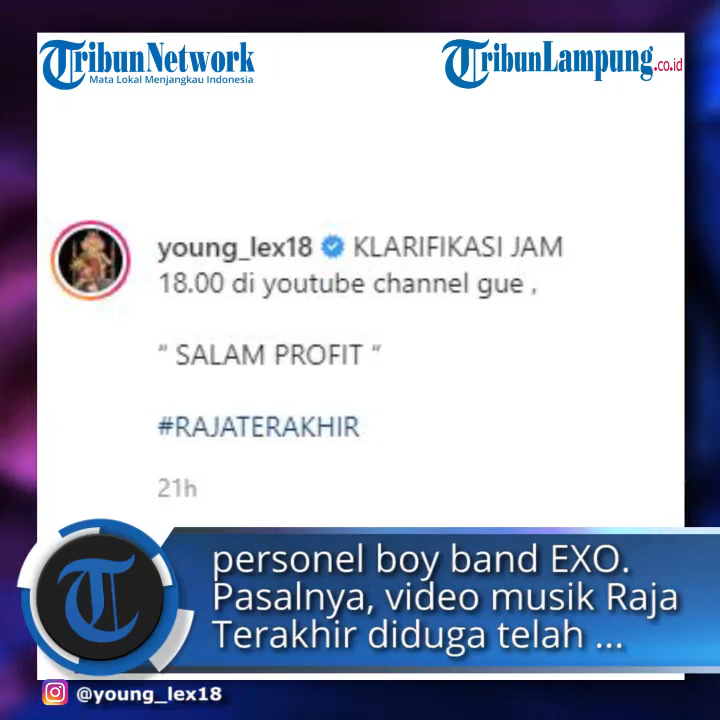 TribunNetwork
Mata Lokal Menjangkau Indonesia
TribunLampung.co.id
young_lex18 KLARIFIKASI JAM
18.00 di youtube channel gue ,
“ SALAM PROFIT “
#RAJATERAKHIR
21h
personel boy band EXO.
Pasalnya, video musik Raja
Terakhir diduga telah ...
@young_lex18